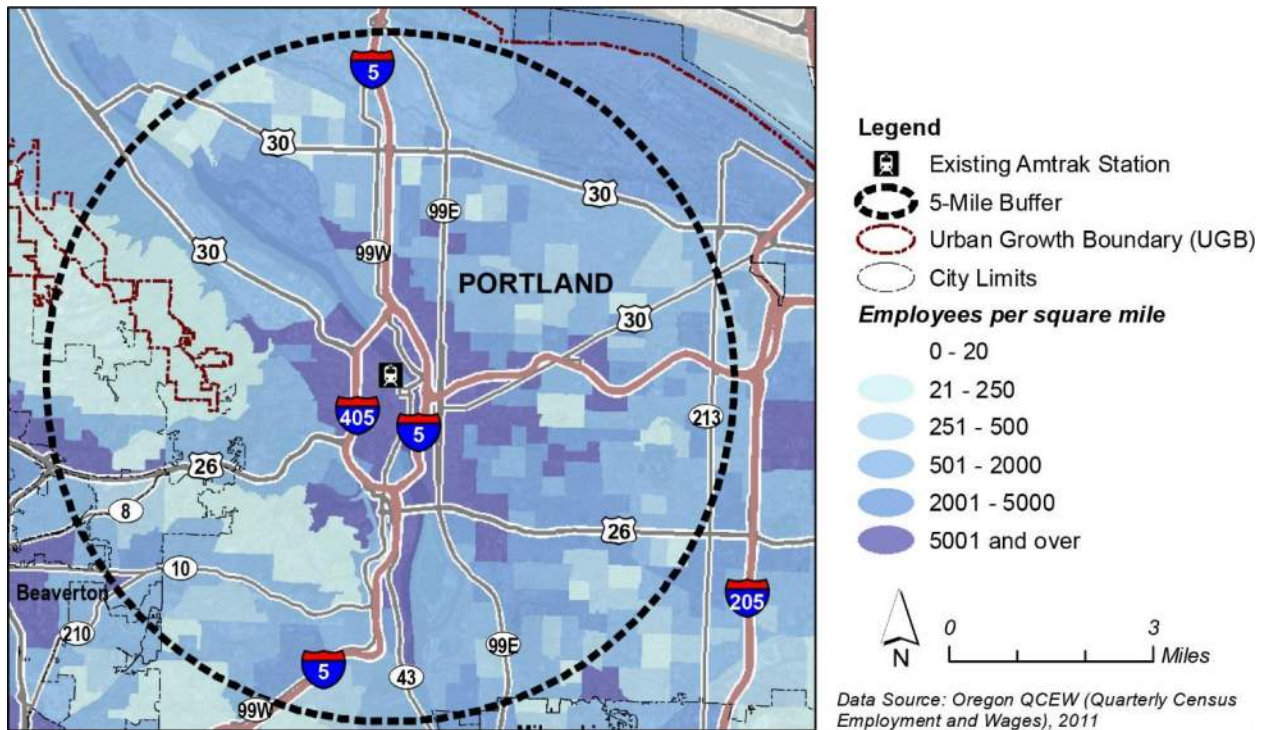 5
30
30
99E
30
99W
PORTLAND
30
405
5
213
26
8
26
10
Beaverton
205
210
99E
5
43
99W
Legend
Existing Amtrak Station
5-Mile Buffer
Urban Growth Boundary (UGB)
City Limits
Employees per square mile
0 - 20
21 - 250
251 - 500
501 - 2000
2001 - 5000
5001 and over
N
0 3
Miles
Data Source: Oregon QCEW (Quarterly Census
Employment and Wages), 2011